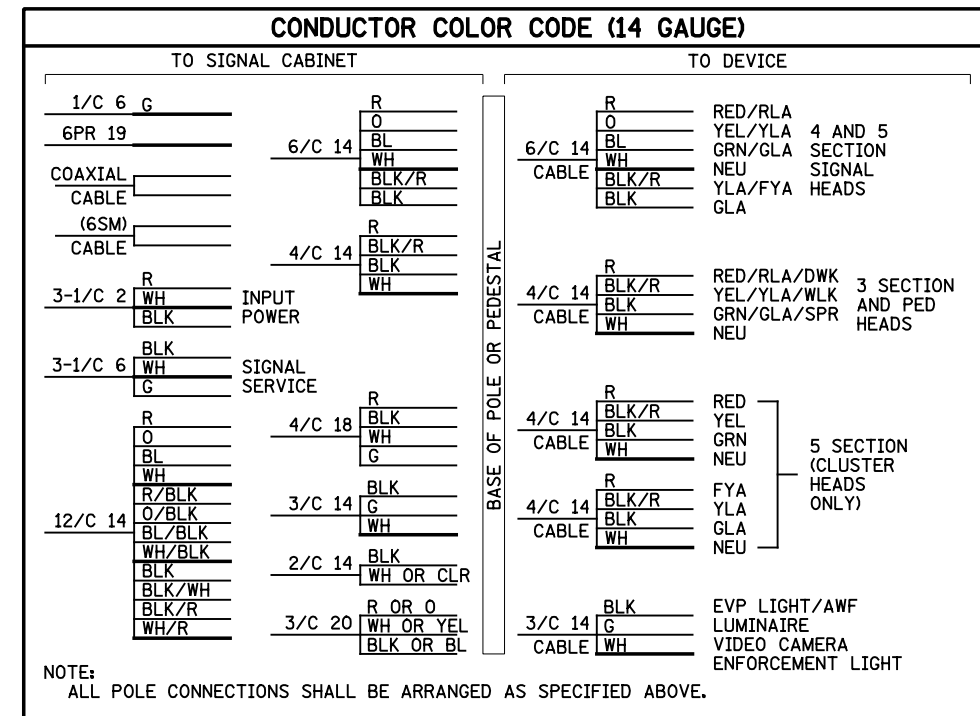 CONDUCTOR COLOR CODE (14 GAUGE)
TO SIGNAL CABINET
1/C 6
G
6PR 19
COAXIAL
CABLE
(6SM)
CABLE
3-1/C 2
R
WH
BLK
INPUT
POWER
3-1/C 6
BLK
WH
G
SIGNAL
SERVICE
12/C 14
R
O
BL
WH
R/BLK
O/BLK
BL/BLK
WH/BLK
BLK
BLK/WH
BLK/R
WH/R
6/C 14
R
O
BL
WH
BLK/R
BLK
4/C 14
R
BLK/R
BLK
WH
4/C 18
R
BLK
WH
G
3/C 14
BLK
G
WH
2/C 14
BLK
WH OR CLR
3/C 20
R OR O
WH OR YEL
BLK OR BL
BASE OF POLE OR PEDESTAL
TO DEVICE
6/C 14
CABLE
R
O
BL
WH
BLK/R
BLK
RED/RLA
YEL/YLA
GRN/GLA
NEU
YLA/FYA
GLA
4 AND 5
SECTION
SIGNAL
HEADS
4/C 14
CABLE
R
BLK/R
BLK
WH
RED/RLA/DWK
YEL/YLA/WLK
GRN/GLA/SPR
NEU
3 SECTION
AND PED
HEADS
4/C 14
CABLE
R
BLK/R
BLK
WH
RED
YEL
GRN
NEU
4/C 14
CABLE
R
BLK/R
BLK
WH
FYA
YLA
GLA
NEU
5 SECTION
(CLUSTER
HEADS
ONLY)
3/C 14
CABLE
BLK
G
WH
EVP LIGHT/AWF
LUMINAIRE
VIDEO CAMERA
ENFORCEMENT LIGHT
NOTE:
ALL POLE CONNECTIONS SHALL BE ARRANGED AS SPECIFIED ABOVE.